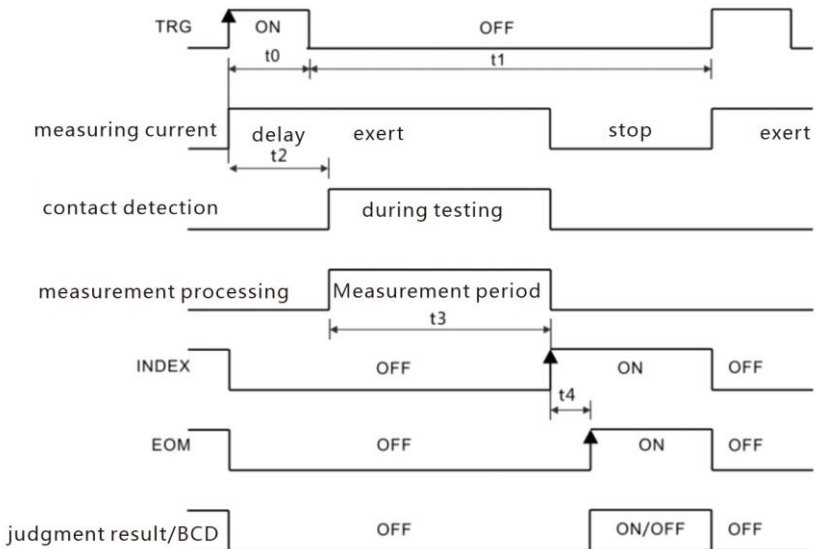 TRG ON OFF
t0 t1
measuring current delay exert stop exert
t2
contact detection during testing
measurement processing Measurement period
t3
INDEX OFF ON OFF
t4
EOM OFF ON OFF
judgment result/BCD OFF ON/OFF OFF